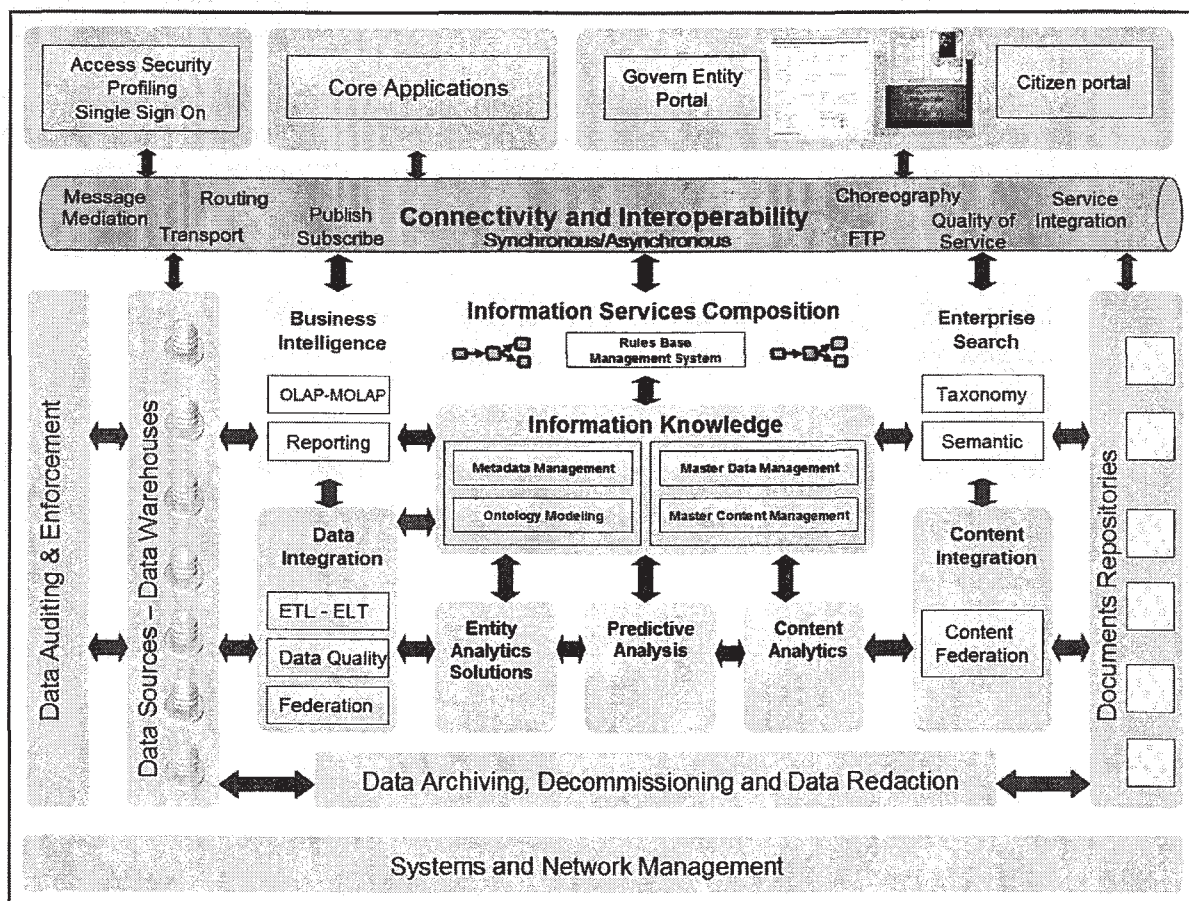 Access Security
Profiling
Single Sign On
Core Applications
Govern Entity
Portal
Citizen portal
Message
Mediation
Routing
Transport
Publish
Subscribe
Connectivity and Interoperability
Synchronous/Asynchronous
Choreography
FTP
Quality of
Service
Service
Integration
Data Auditing & Enforcement
Data Sources – Data Warehouses
Business
Intelligence
OLAP-MOLAP
Reporting
Information Services Composition
Rules Base
Management System
Enterprise
Search
Taxonomy
Semantic
Information Knowledge
Metadata Management
Master Data Management
Ontology Modeling
Master Content Management
Data
Integration
ETL - ELT
Data Quality
Federation
Entity
Analytics
Solutions
Predictive
Analysis
Content
Analytics
Content
Integration
Content
Federation
Documents Repositories
Data Archiving, Decommissioning and Data Redaction
Systems and Network Management